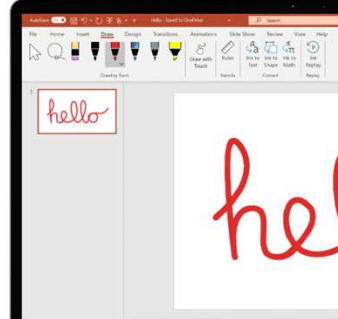 AutoSave On Hello - Saved to OneDrive Search
File Home Insert Draw Design Transitions Animations Slide Show Review View Help
Draw with Touch Ruler Ink to Text Ink to Shape Ink to Math Ink Replay
Drawing Tools Stencils Convert Replay
1
hello
hel